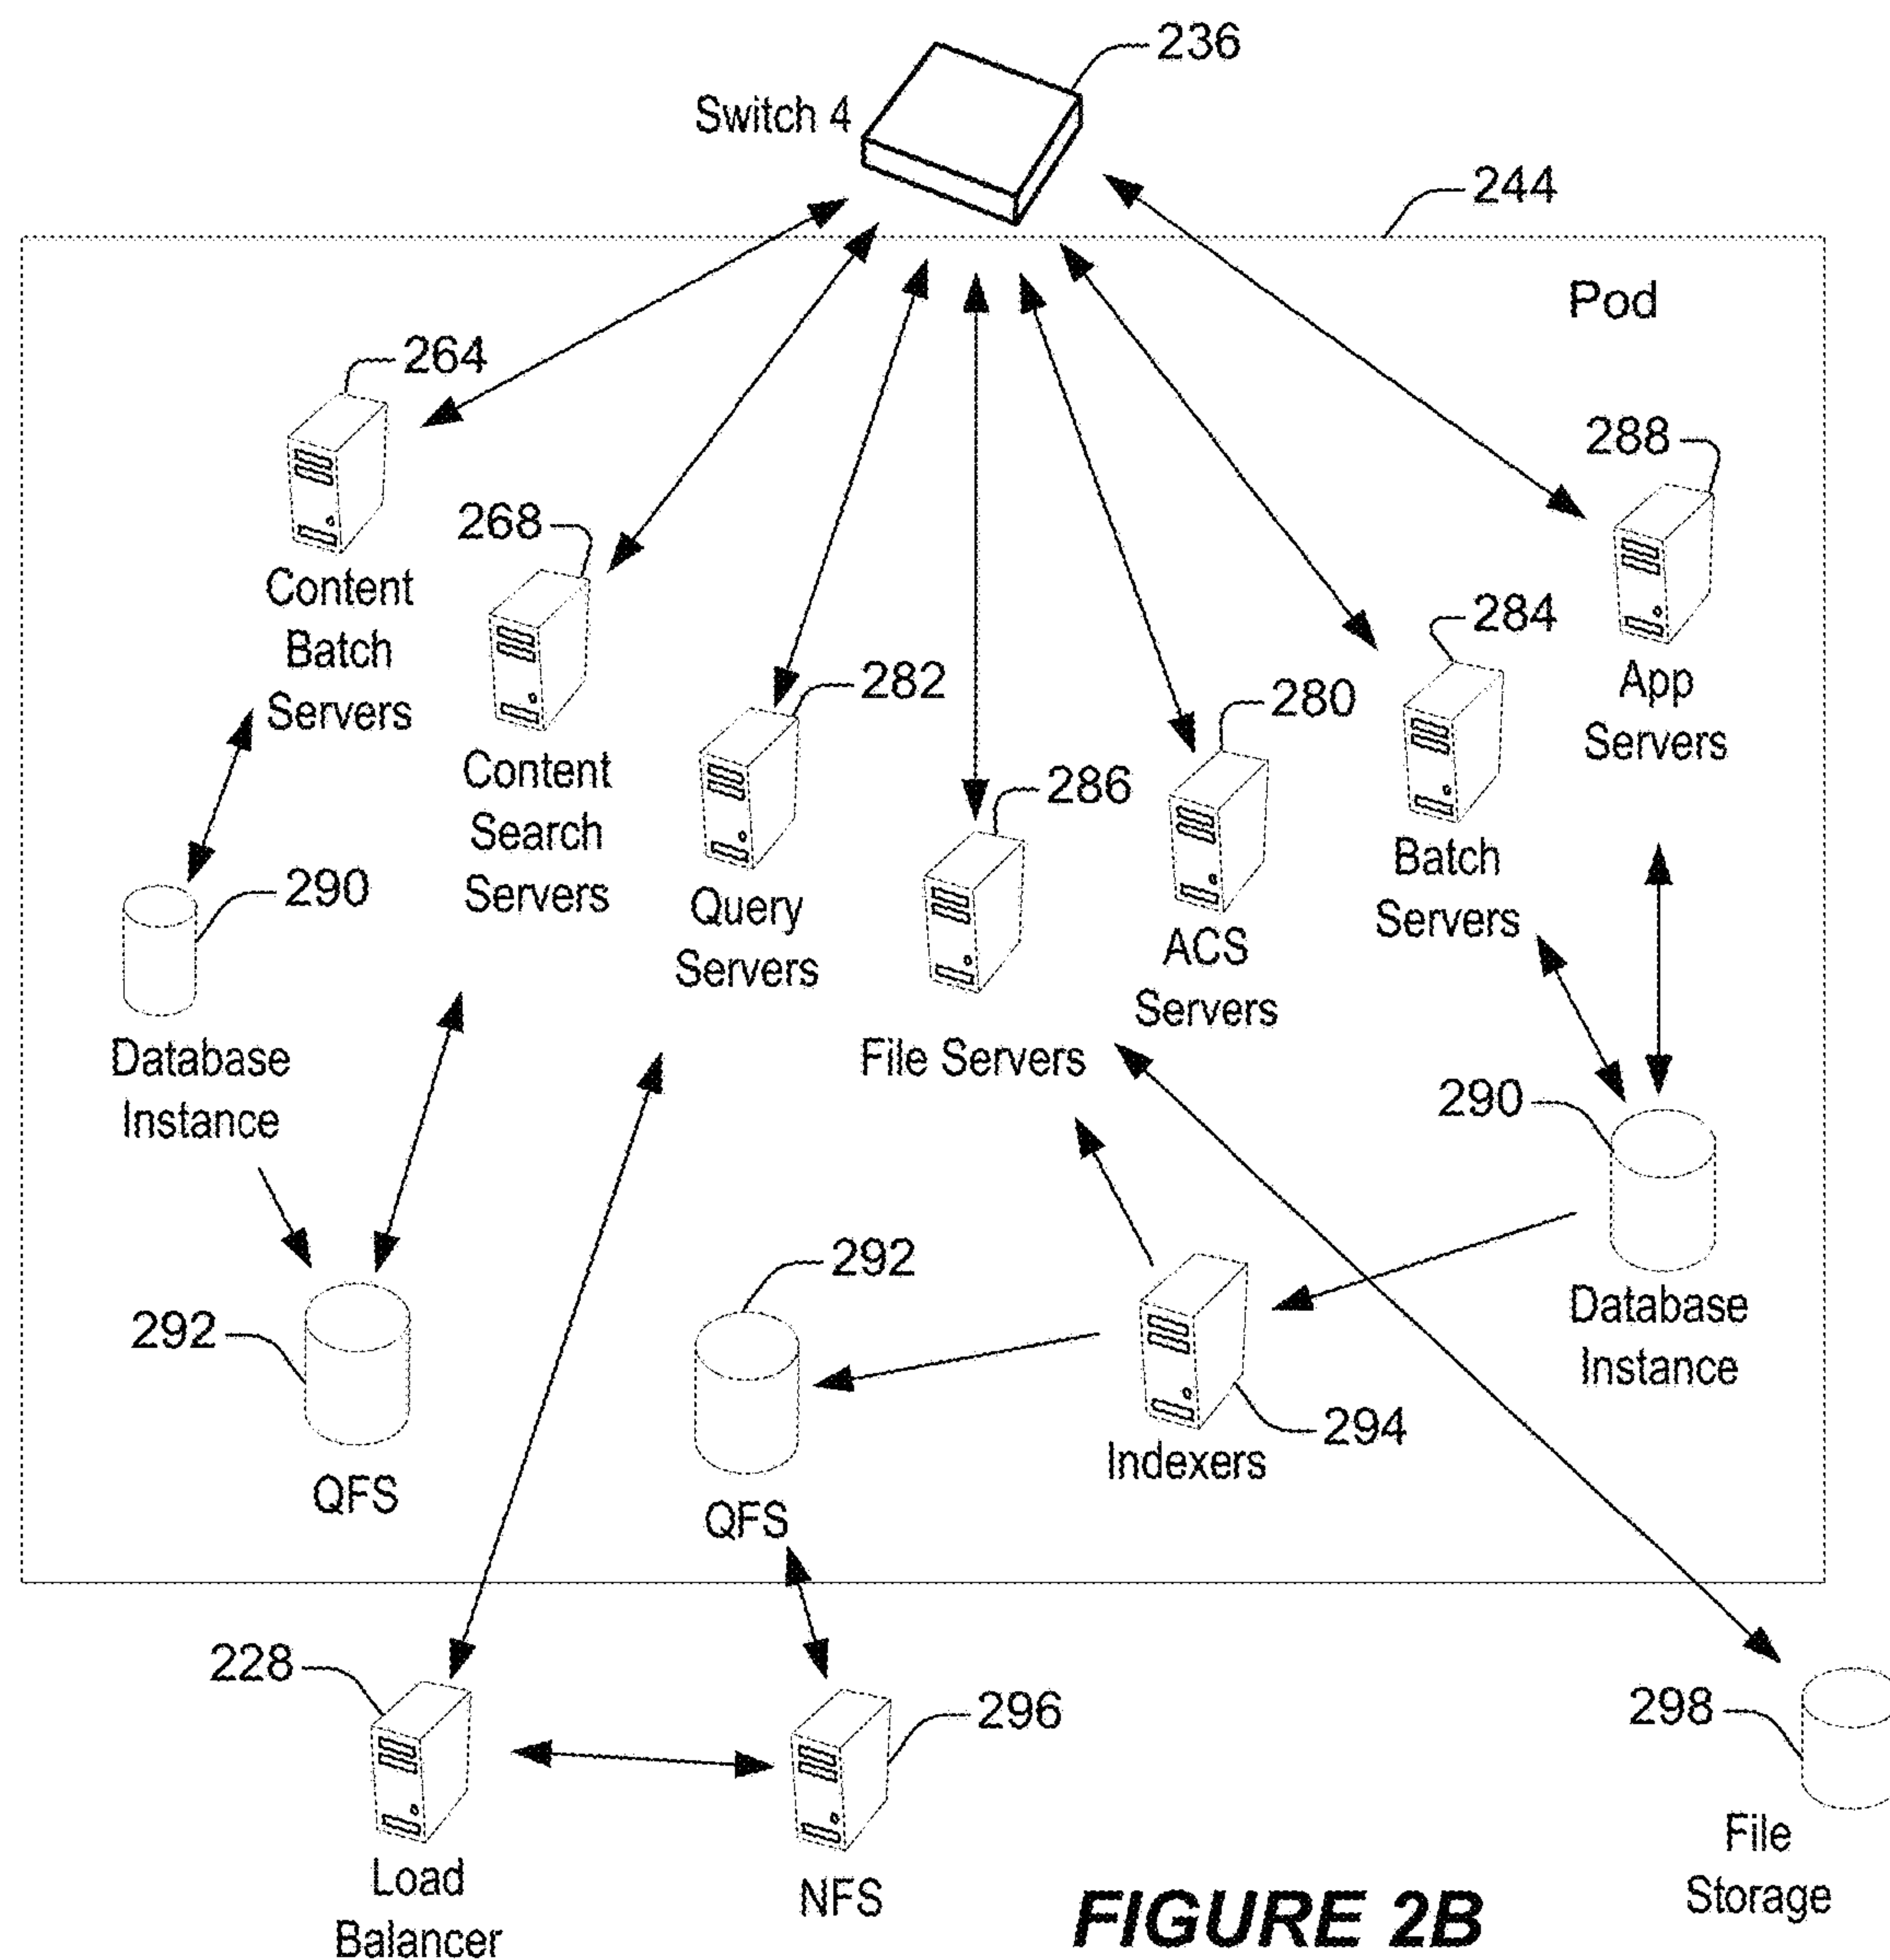 236
Switch 4
244
Pod
264
Content
Batch
Servers
268
Content
Search
Servers
282
Query
Servers
286
File Servers
280
ACS
Servers
284
Batch
Servers
288
App
Servers
290
Database
Instance
290
Database
Instance
292
QFS
292
QFS
294
Indexers
228
Load
Balancer
296
NFS
298
File
Storage
FIGURE 2B